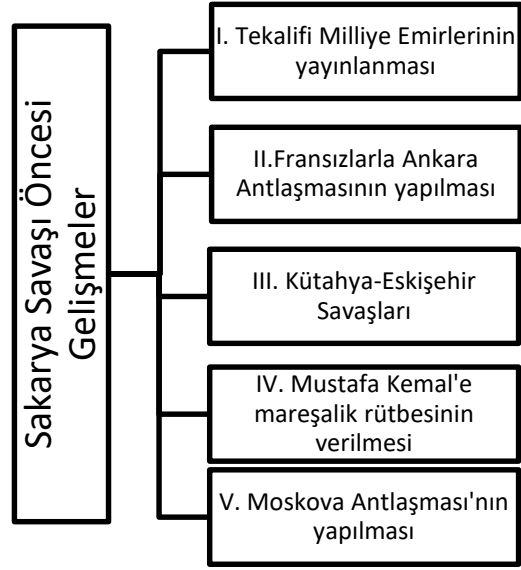 Sakarya Savaşı Öncesi
Gelişmeler
I. Tekalifi Milliye Emirlerinin
yayınlanması
II.Fransızlarla Ankara
Antlaşmasının yapılması
III. Kütahya-Eskişehir
Savaşları
IV. Mustafa Kemal'e
mareşalik rütbesinin
verilmesi
V. Moskova Antlaşması'nın
yapılması